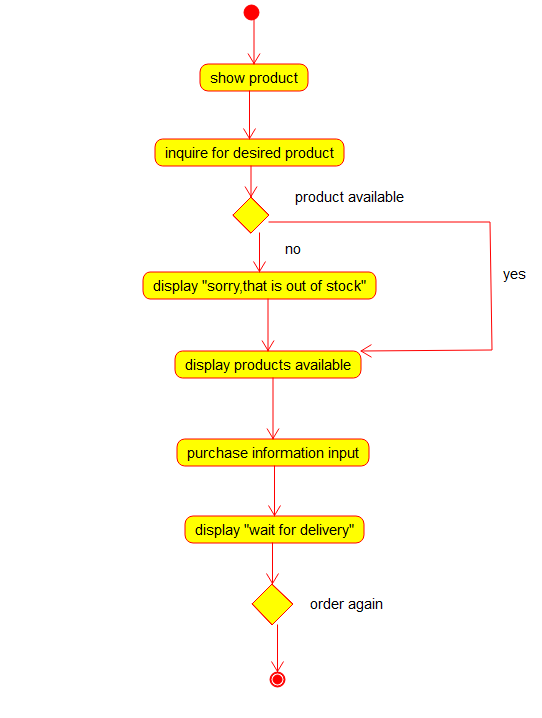 show product
inquire for desired product
product available
no
yes
display "sorry,that is out of stock"
display products available
purchase information input
display "wait for delivery"
order again